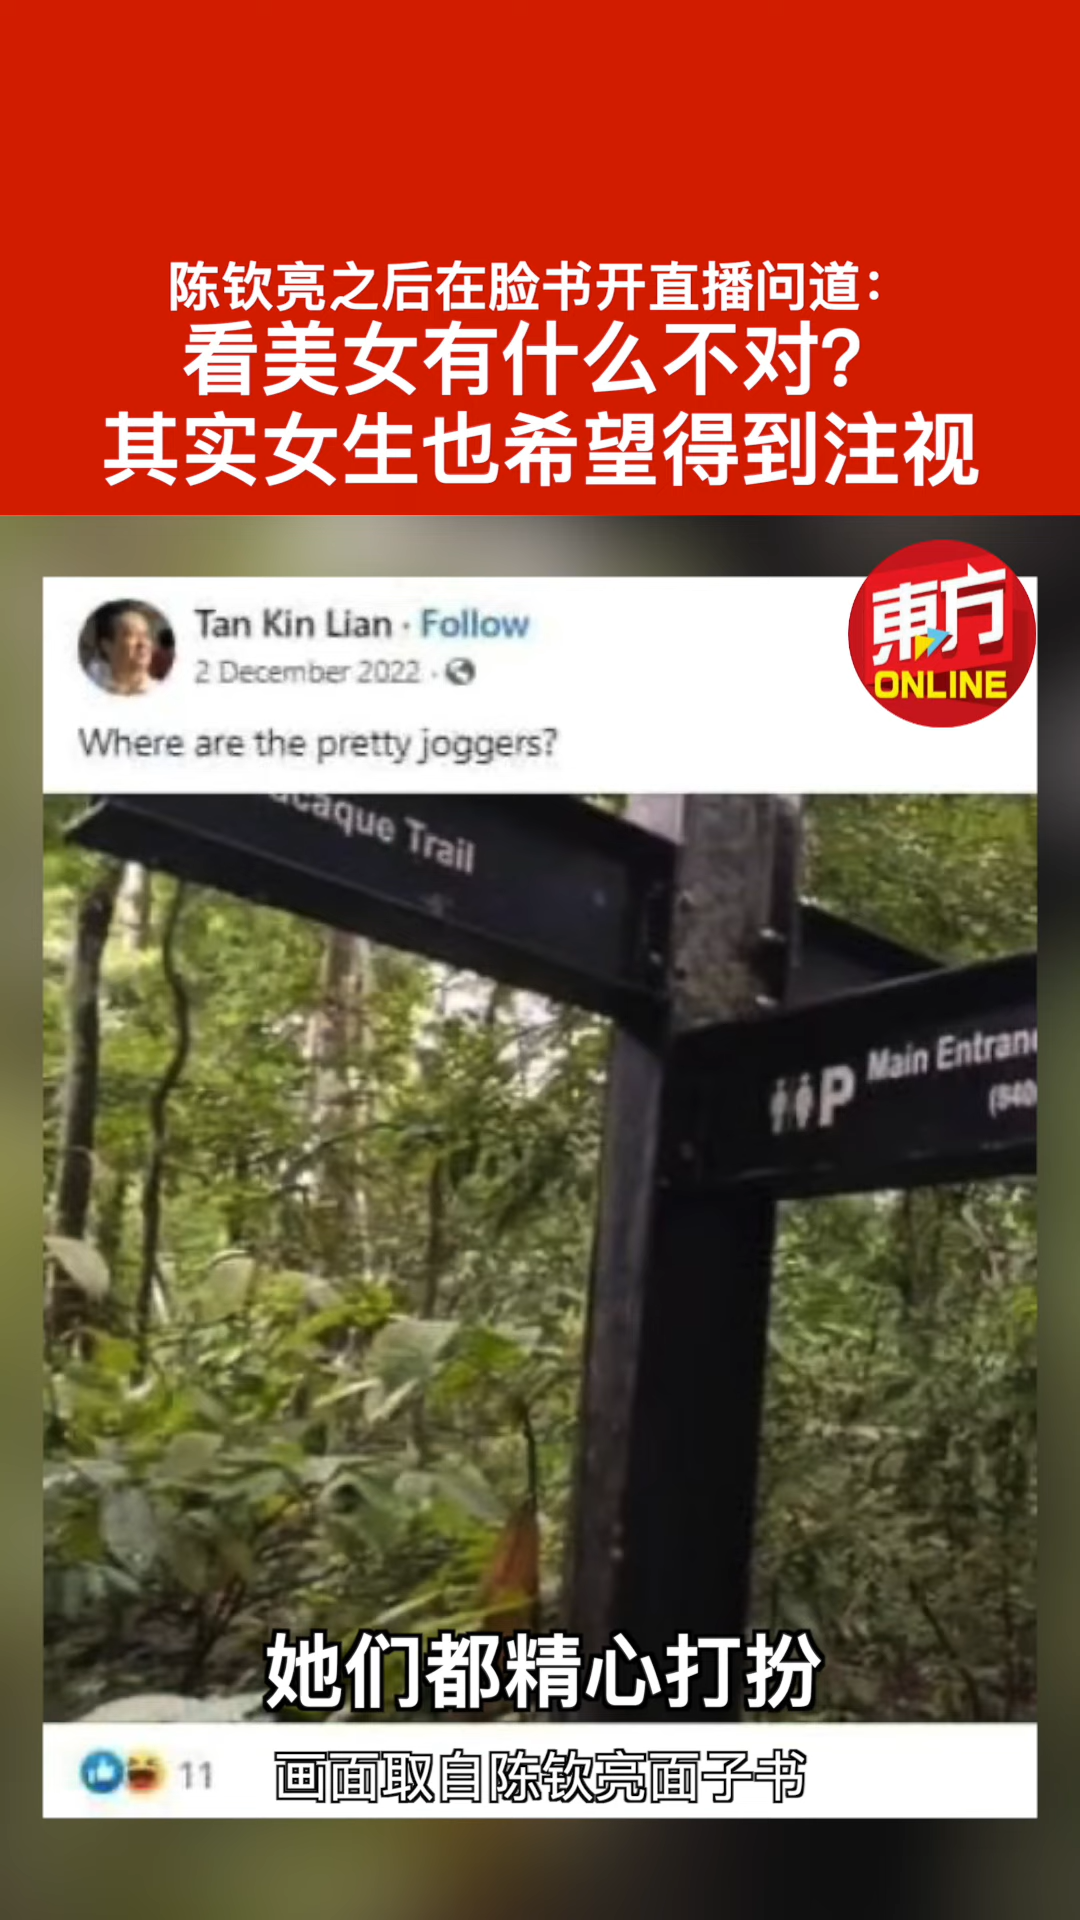 陈钦亮之后在脸书开直播问道：
看美女有什么不对？
其实女生也希望得到注视
東方
ONLINE
Tan Kin Lian · Follow
2 December 2022 ·
Where are the pretty joggers?
caque Trail
P Main Entran
(840
她们都精心打扮
11
画面取自陈钦亮面子书